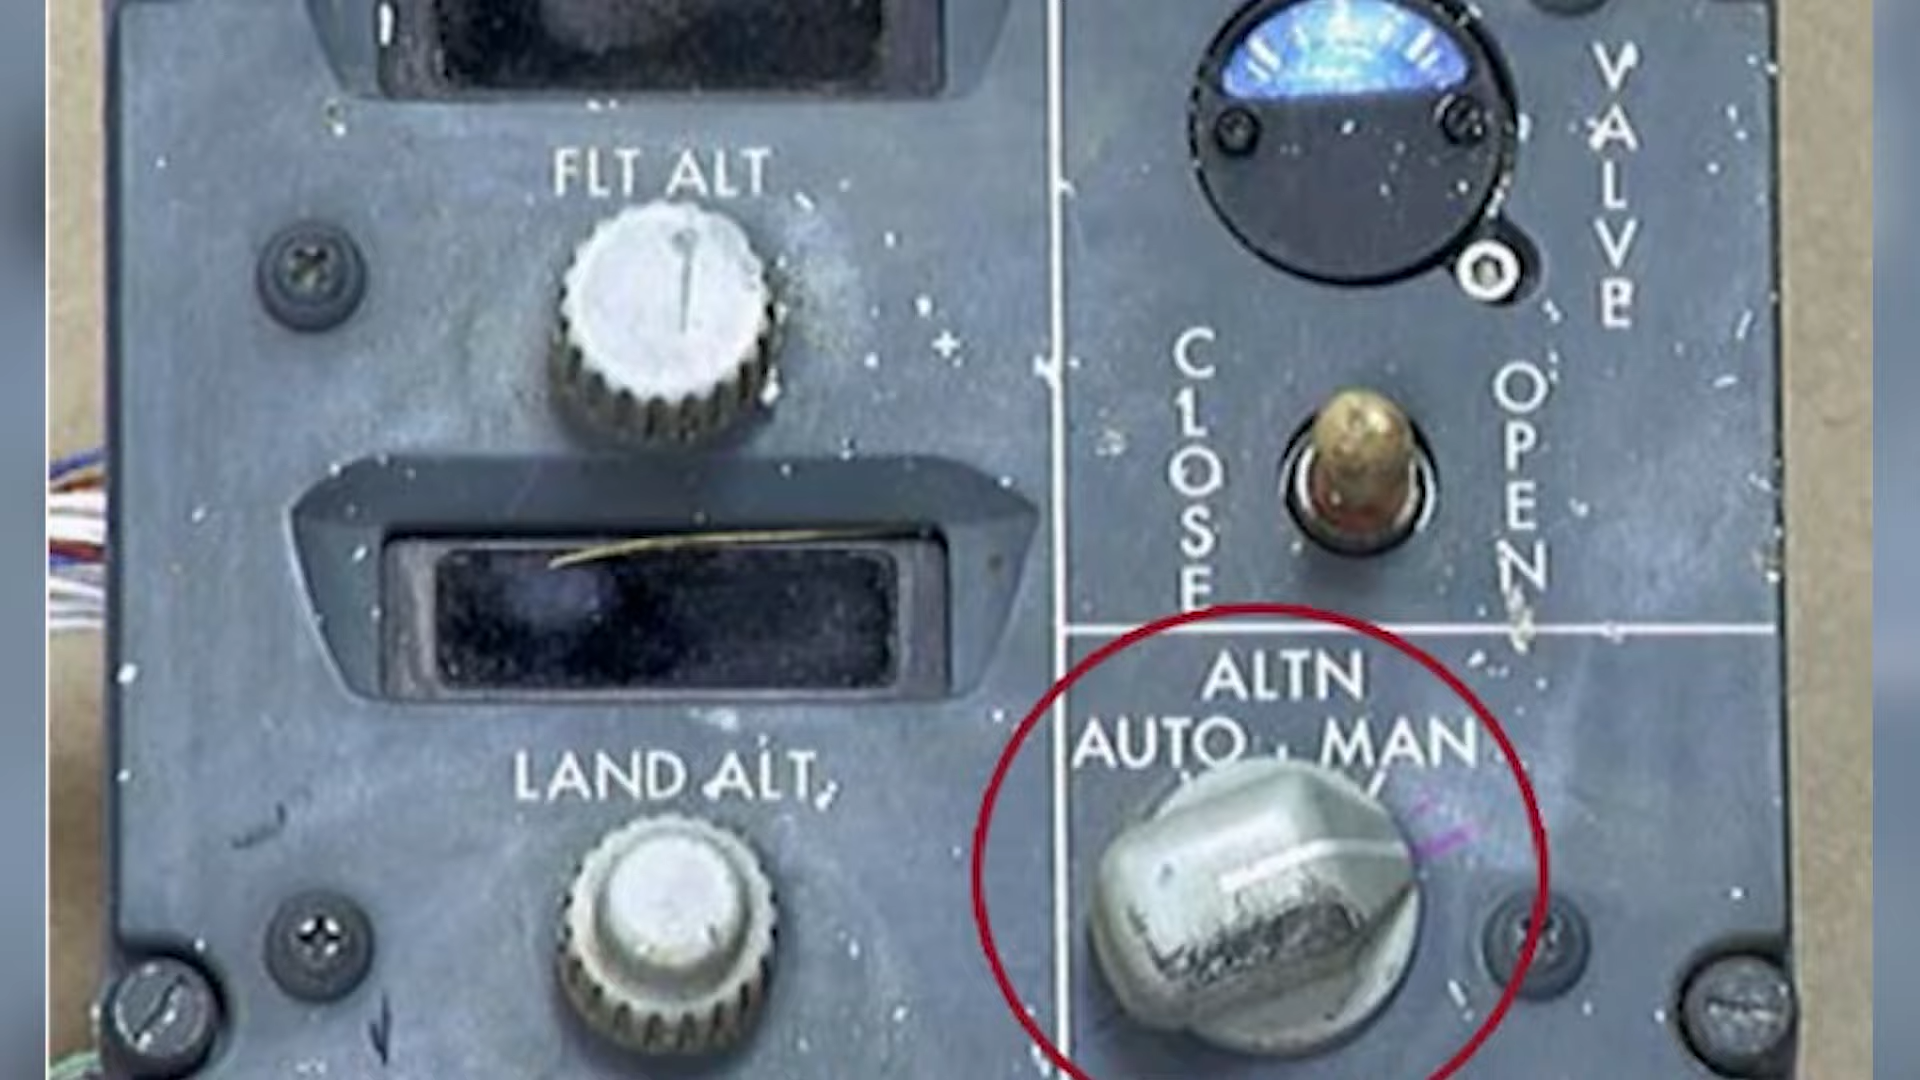 FLT ALT
VALVE
CLOSE
OPEN
ALTN
AUTO MAN
LAND ALT